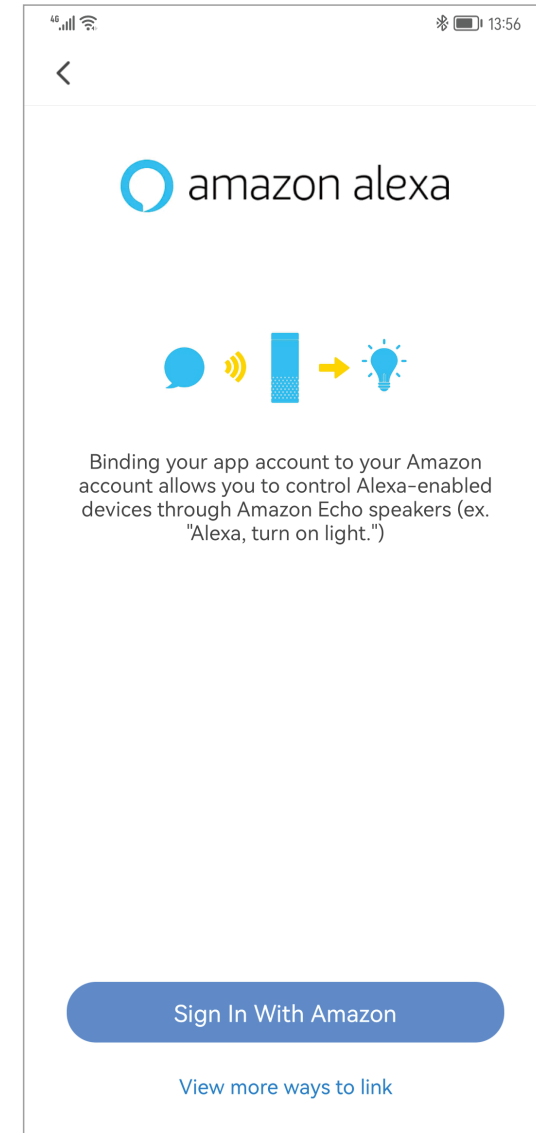 4G 13:56
amazon alexa
Binding your app account to your Amazon
account allows you to control Alexa-enabled
devices through Amazon Echo speakers (ex.
"Alexa, turn on light.")
Sign In With Amazon
View more ways to link